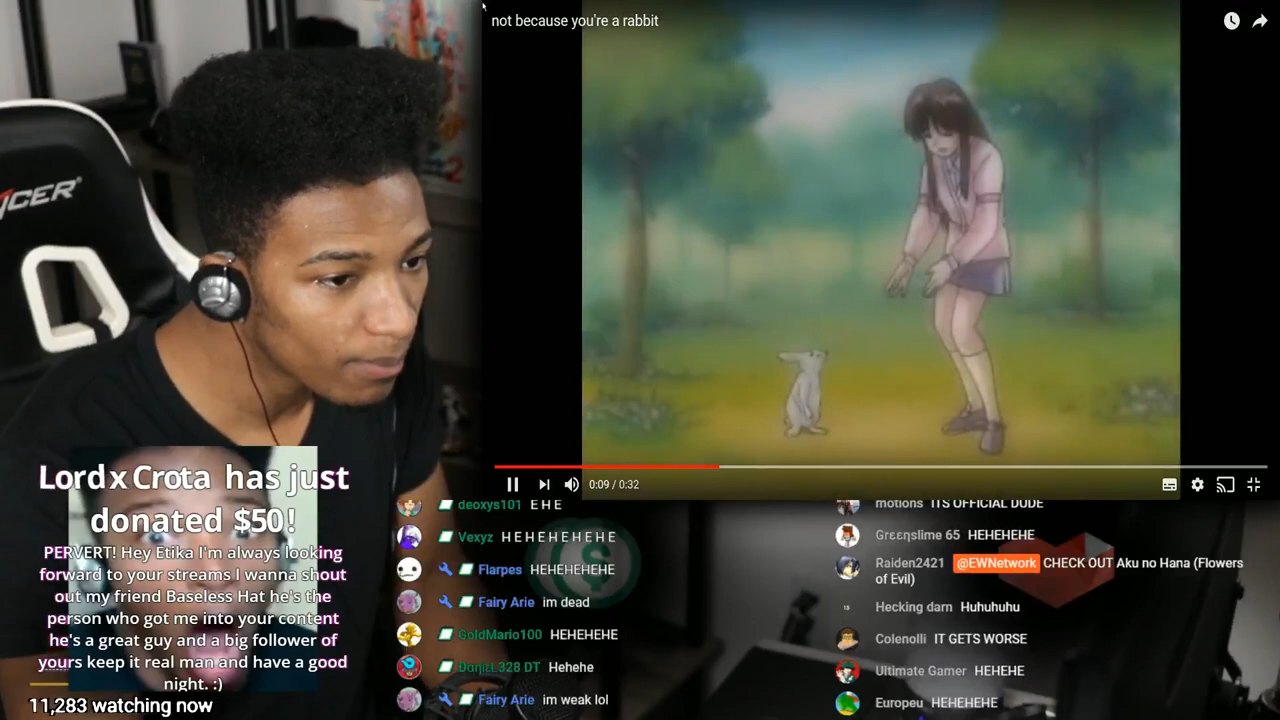 not because you're a rabbit
CER
0:09 / 0:32
Lord x Crota has just
donated $50!
PERVERT! Hey Etika I'm always looking
forward to your streams I wanna shout
out my friend Baseless Hat he's the
person who got me into your content
he's a great guy and a big follower of
yours keep it real man and have a good
night. :)
11,283 watching now
deoxys101 E H E
Vexyz H E H E H E H E H E
Flarpes HEHEHEHEHE
Fairy Arie im dead
GoldMario100 HEHEHEHE
ĐαηιεL328 DT Hehehe
Fairy Arie im weak lol
motions ITS OFFICIAL DUDE
Grεεηslime 65 HEHEHEHE
Raiden2421 @EWNetwork CHECK OUT Aku no Hana (Flowers
of Evil)
Hecking darn Huhuhuhu
Colenolli IT GETS WORSE
Ultimate Gamer HEHEHE
Europeu HEHEHEHE